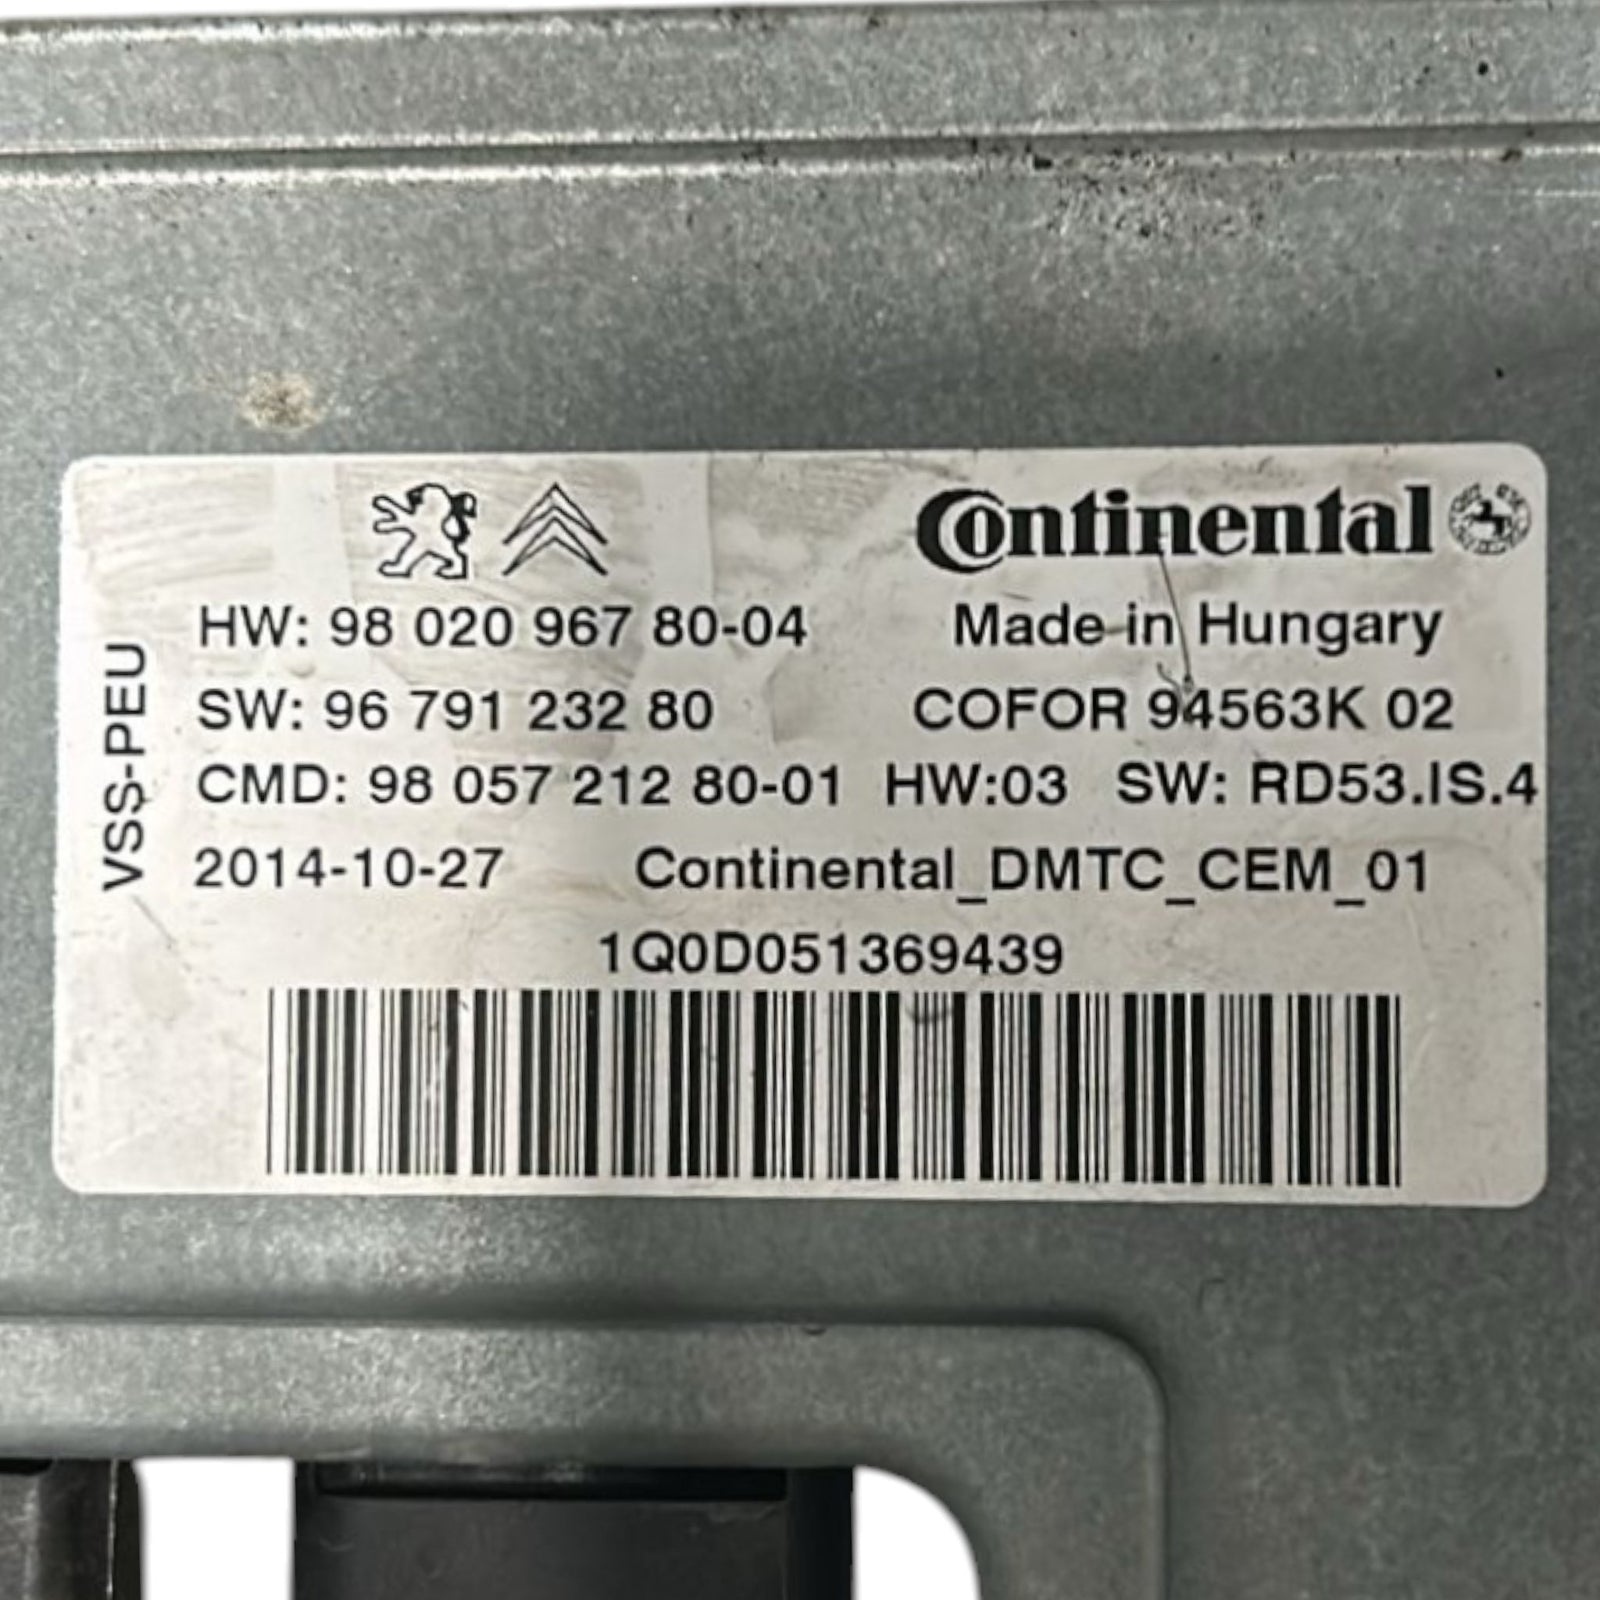 Continental
HW: 98 020 967 80-04
Made in Hungary
SW: 96 791 232 80
COFOR 94563K 02
CMD: 98 057 212 80-01 HW:03 SW: RD53.IS.4
2014-10-27 Continental_DMTC_CEM_01
1Q0D051369439
VSS-PEU